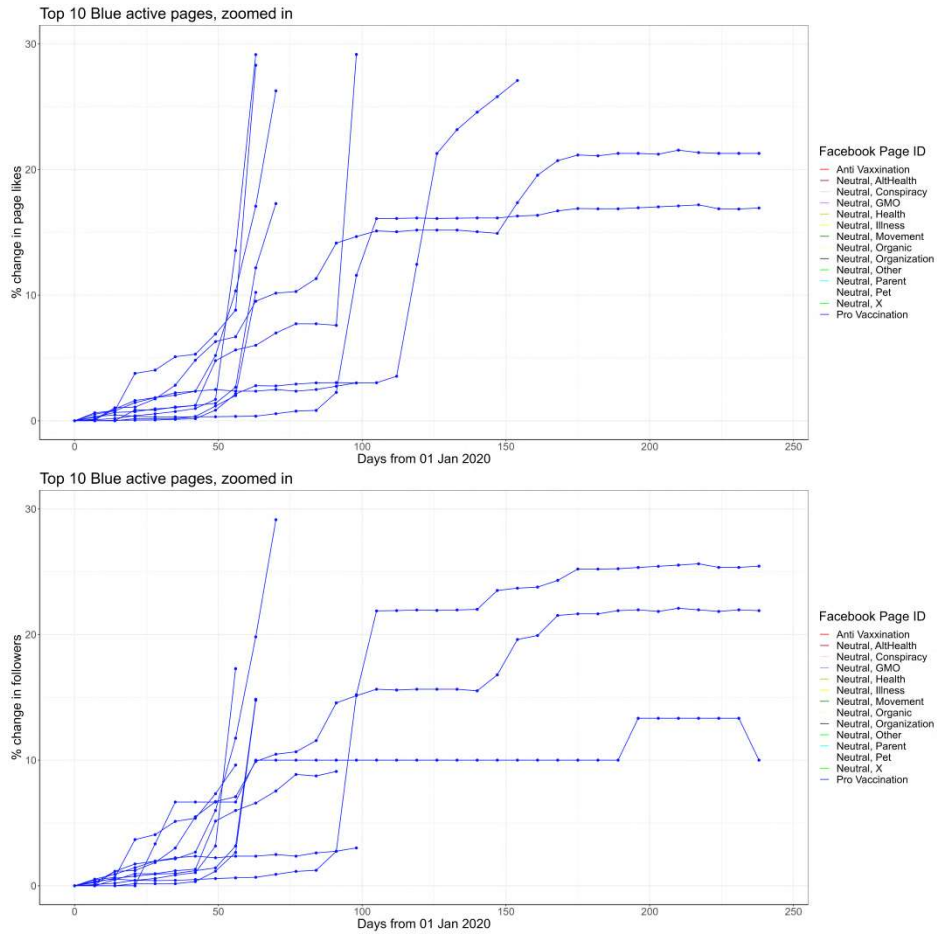 Top 10 Blue active pages, zoomed in
30
20
10
0
% change in page likes
0 50 100 150 200 250
Days from 01 Jan 2020
Facebook Page ID
Anti Vaxxination
Neutral, AltHealth
Neutral, Conspiracy
Neutral, GMO
Neutral, Health
Neutral, Illness
Neutral, Movement
Neutral, Organic
Neutral, Organization
Neutral, Other
Neutral, Parent
Neutral, Pet
Neutral, X
Pro Vaccination
Top 10 Blue active pages, zoomed in
30
20
10
0
% change in followers
0 50 100 150 200 250
Days from 01 Jan 2020
Facebook Page ID
Anti Vaxxination
Neutral, AltHealth
Neutral, Conspiracy
Neutral, GMO
Neutral, Health
Neutral, Illness
Neutral, Movement
Neutral, Organic
Neutral, Organization
Neutral, Other
Neutral, Parent
Neutral, Pet
Neutral, X
Pro Vaccination